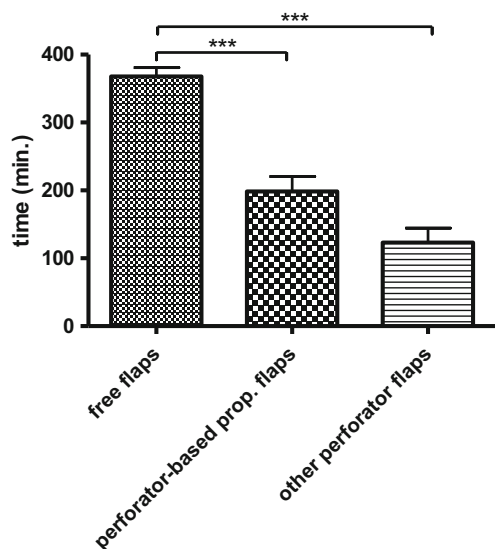 ***
***
400
300
200
100
0
time (min.)
free flaps
perforator-based prop. flaps
other perforator flaps